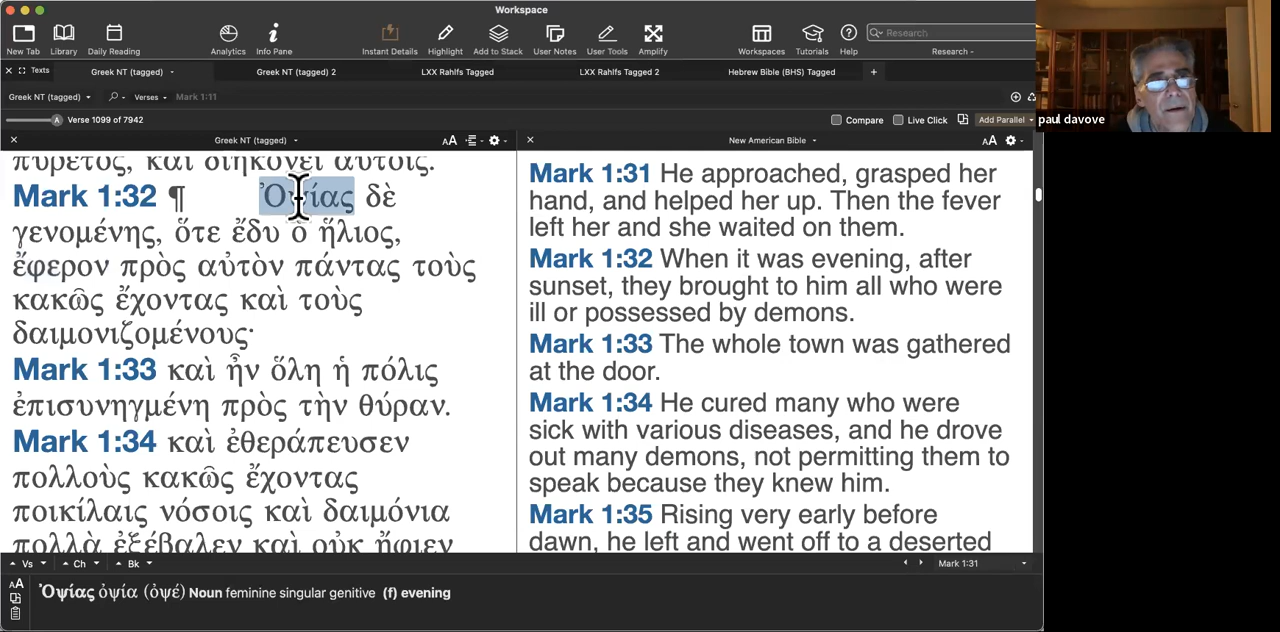 Workspace
New Tab
Library
Daily Reading
Analytics
Info Pane
Instant Details
Highlight
Add to Stack
User Notes
User Tools
Amplify
Workspaces
Tutorials
Help
Research
Research
Texts
Greek NT (tagged)
Greek NT (tagged) 2
LXX Rahlfs Tagged
LXX Rahlfs Tagged 2
Hebrew Bible (BHS) Tagged
+
Greek NT (tagged)
Verses
Mark 1:11
Verse 1099 of 7942
Compare
Live Click
Add Parallel
paul davove
Greek NT (tagged)
πυρετός, καὶ διηκόνει αὐτοῖς.
Mark 1:32 ¶ Ὀψίας δὲ
γενομένης, ὅτε ἔδυ ὁ ἥλιος,
ἔφερον πρὸς αὐτὸν πάντας τοὺς
κακῶς ἔχοντας καὶ τοὺς
δαιμονιζομένους·
Mark 1:33 καὶ ἦν ὅλη ἡ πόλις
ἐπισυνηγμένη πρὸς τὴν θύραν.
Mark 1:34 καὶ ἐθεράπευσεν
πολλοὺς κακῶς ἔχοντας
ποικίλαις νόσοις καὶ δαιμόνια
πολλὰ ἐξέβαλεν καὶ οὐκ ἤφιεν
New American Bible
Mark 1:31 He approached, grasped her
hand, and helped her up. Then the fever
left her and she waited on them.
Mark 1:32 When it was evening, after
sunset, they brought to him all who were
ill or possessed by demons.
Mark 1:33 The whole town was gathered
at the door.
Mark 1:34 He cured many who were
sick with various diseases, and he drove
out many demons, not permitting them to
speak because they knew him.
Mark 1:35 Rising very early before
dawn, he left and went off to a deserted
Vs
Ch
Bk
Mark 1:31
Ὀψίας ὀψία (ὀψέ) Noun feminine singular genitive (f) evening